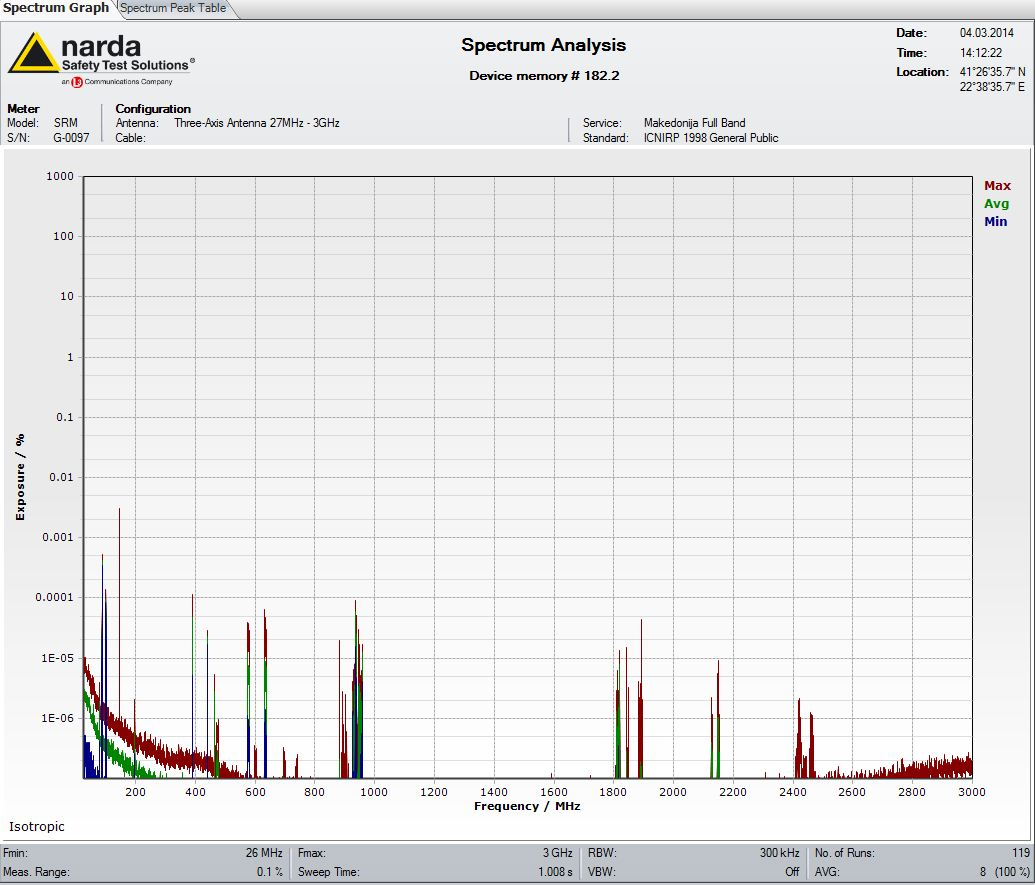 Spectrum Graph Spectrum Peak Table
narda
Safety Test Solutions®
an L3 Communications Company
Spectrum Analysis
Device memory # 182.2
Date: 04.03.2014
Time: 14:12:22
Location: 41°26'35.7" N
22°38'35.7" E
Meter
Model: SRM
S/N: G-0097
Configuration
Antenna: Three-Axis Antenna 27MHz - 3GHz
Cable:
Service: Makedonija Full Band
Standard: ICNIRP 1998 General Public
Max
Avg
Min
Exposure / %
1000
100
10
1
0.1
0.01
0.001
0.0001
1E-05
1E-06
200 400 600 800 1000 1200 1400 1600 1800 2000 2200 2400 2600 2800 3000
Frequency / MHz
Isotropic
Fmin: 26 MHz Fmax: 3 GHz RBW: 300 kHz No. of Runs: 119
Meas. Range: 0.1 % Sweep Time: 1.008 s VBW: Off AVG: 8 (100 %)